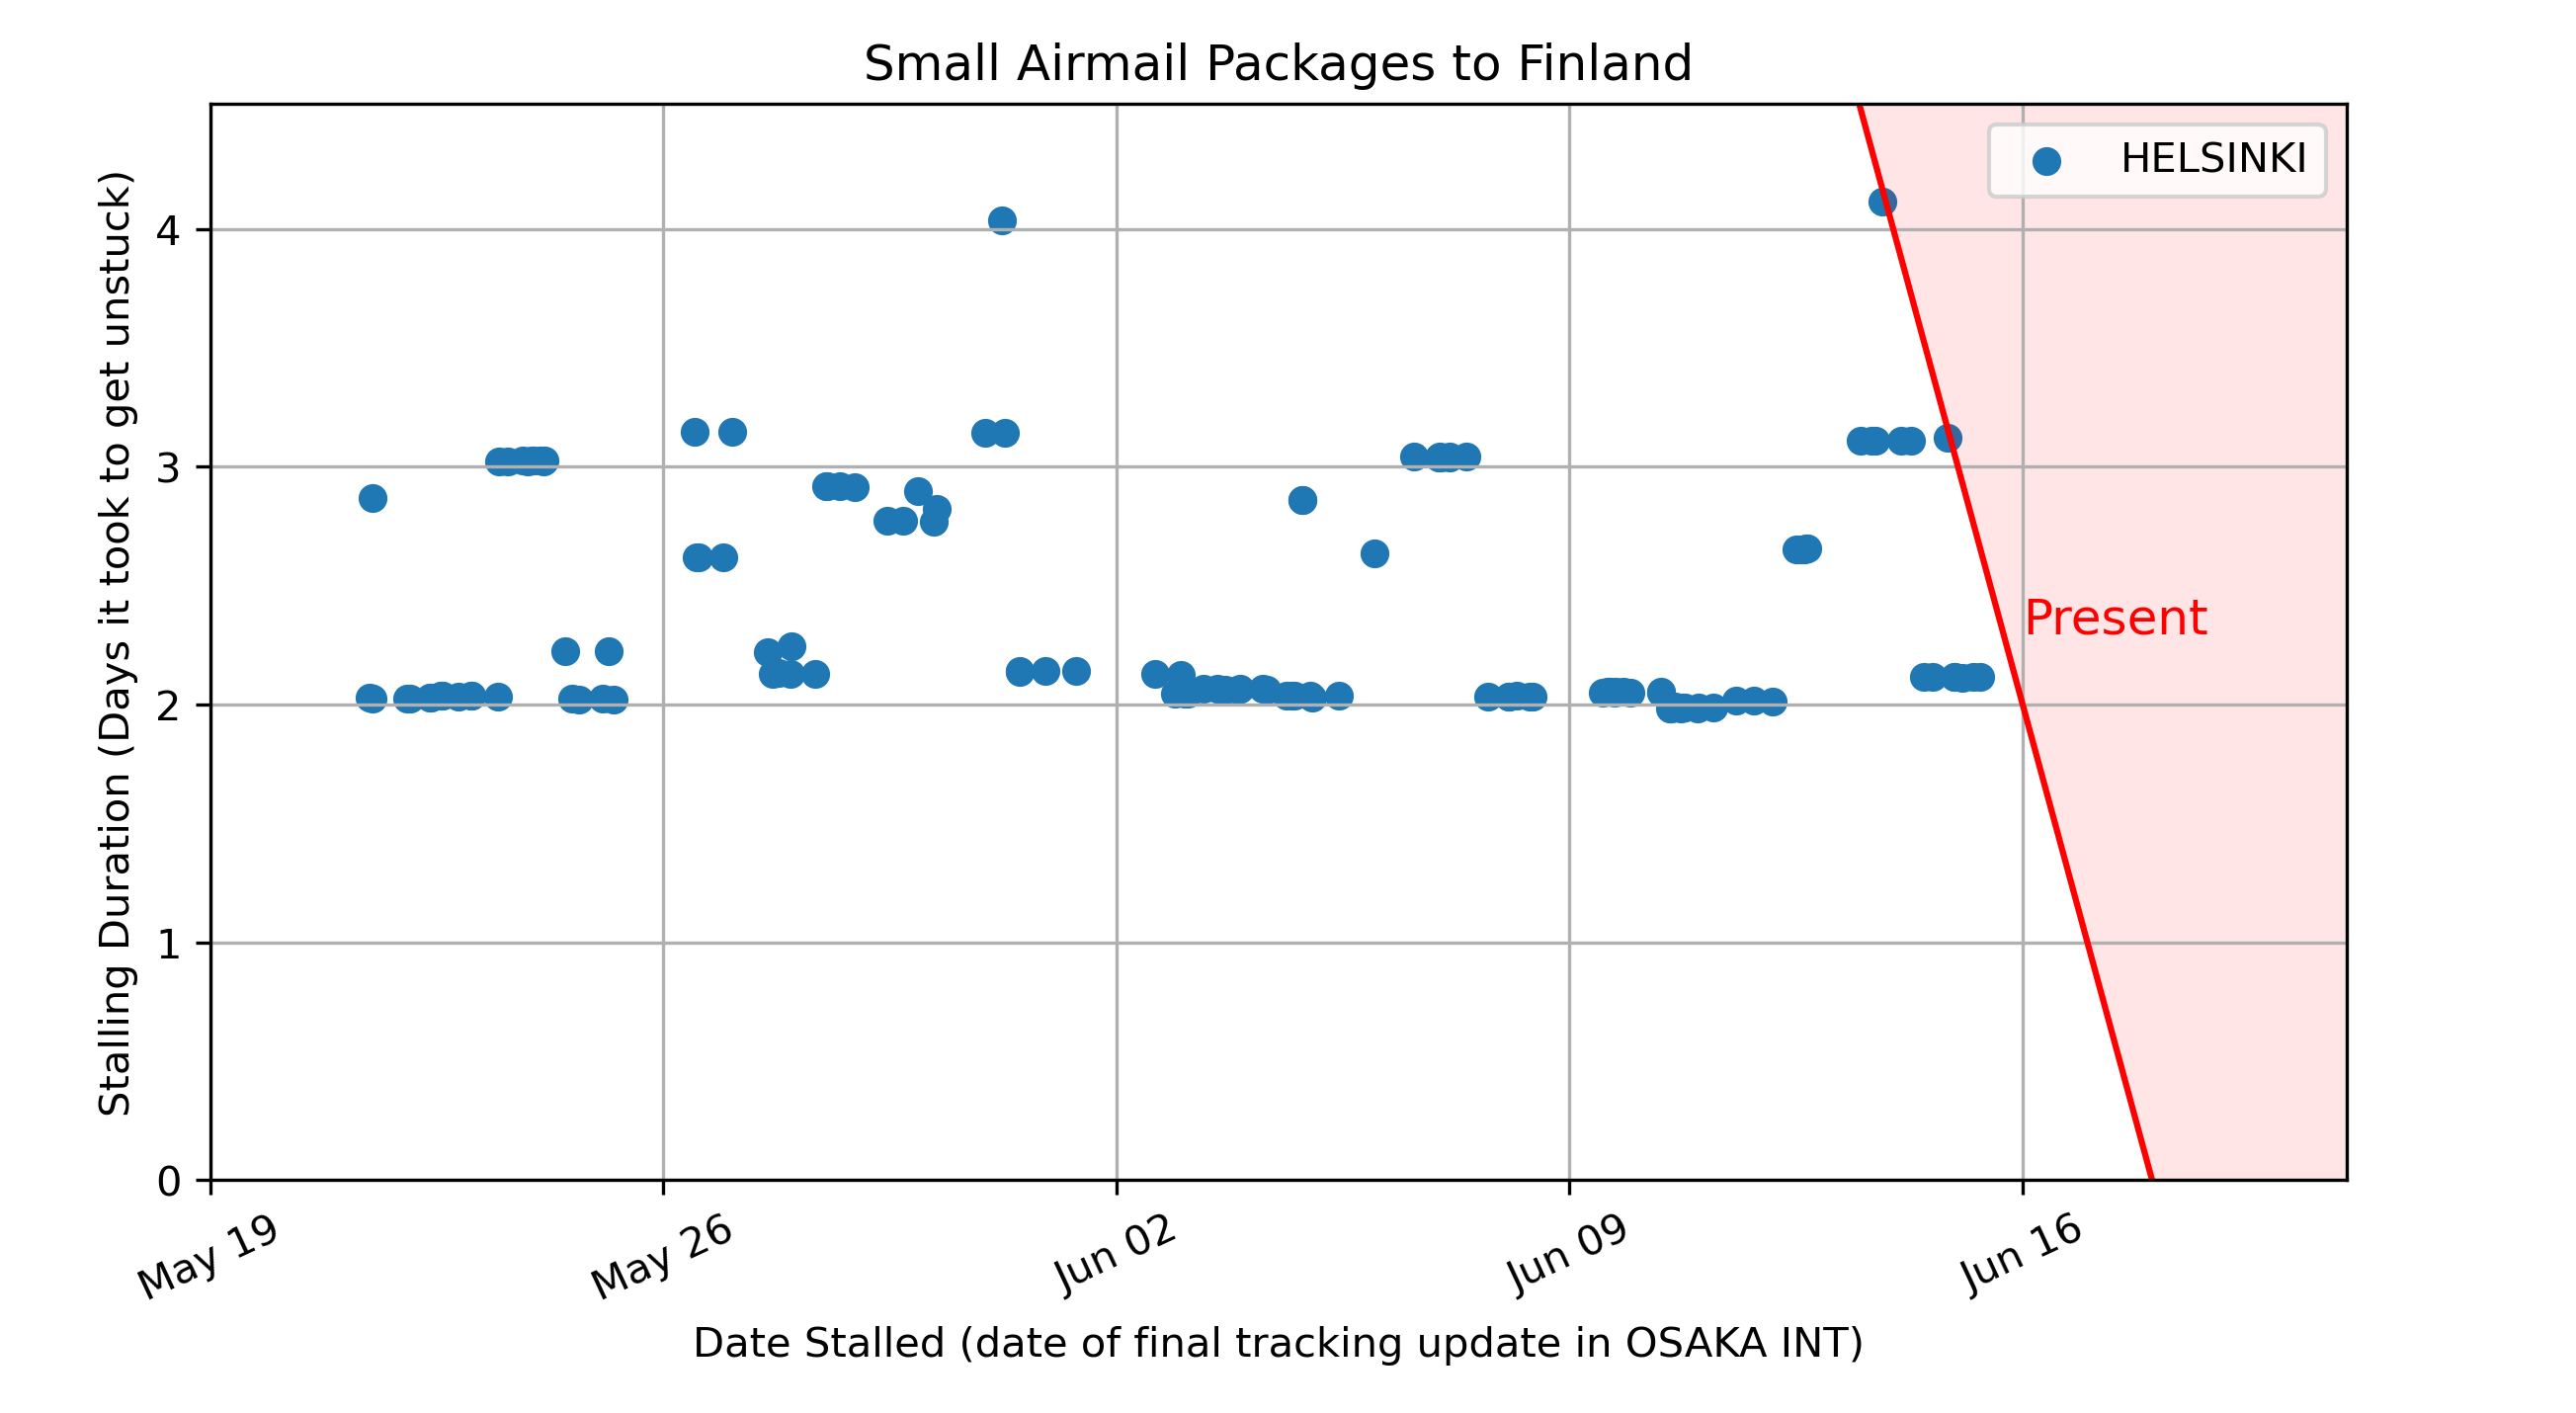 Small Airmail Packages to Finland
HELSINKI
Stalling Duration (Days it took to get unstuck)
4
3
2
1
0
Present
May 19
May 26
Jun 02
Jun 09
Jun 16
Date Stalled (date of final tracking update in OSAKA INT)